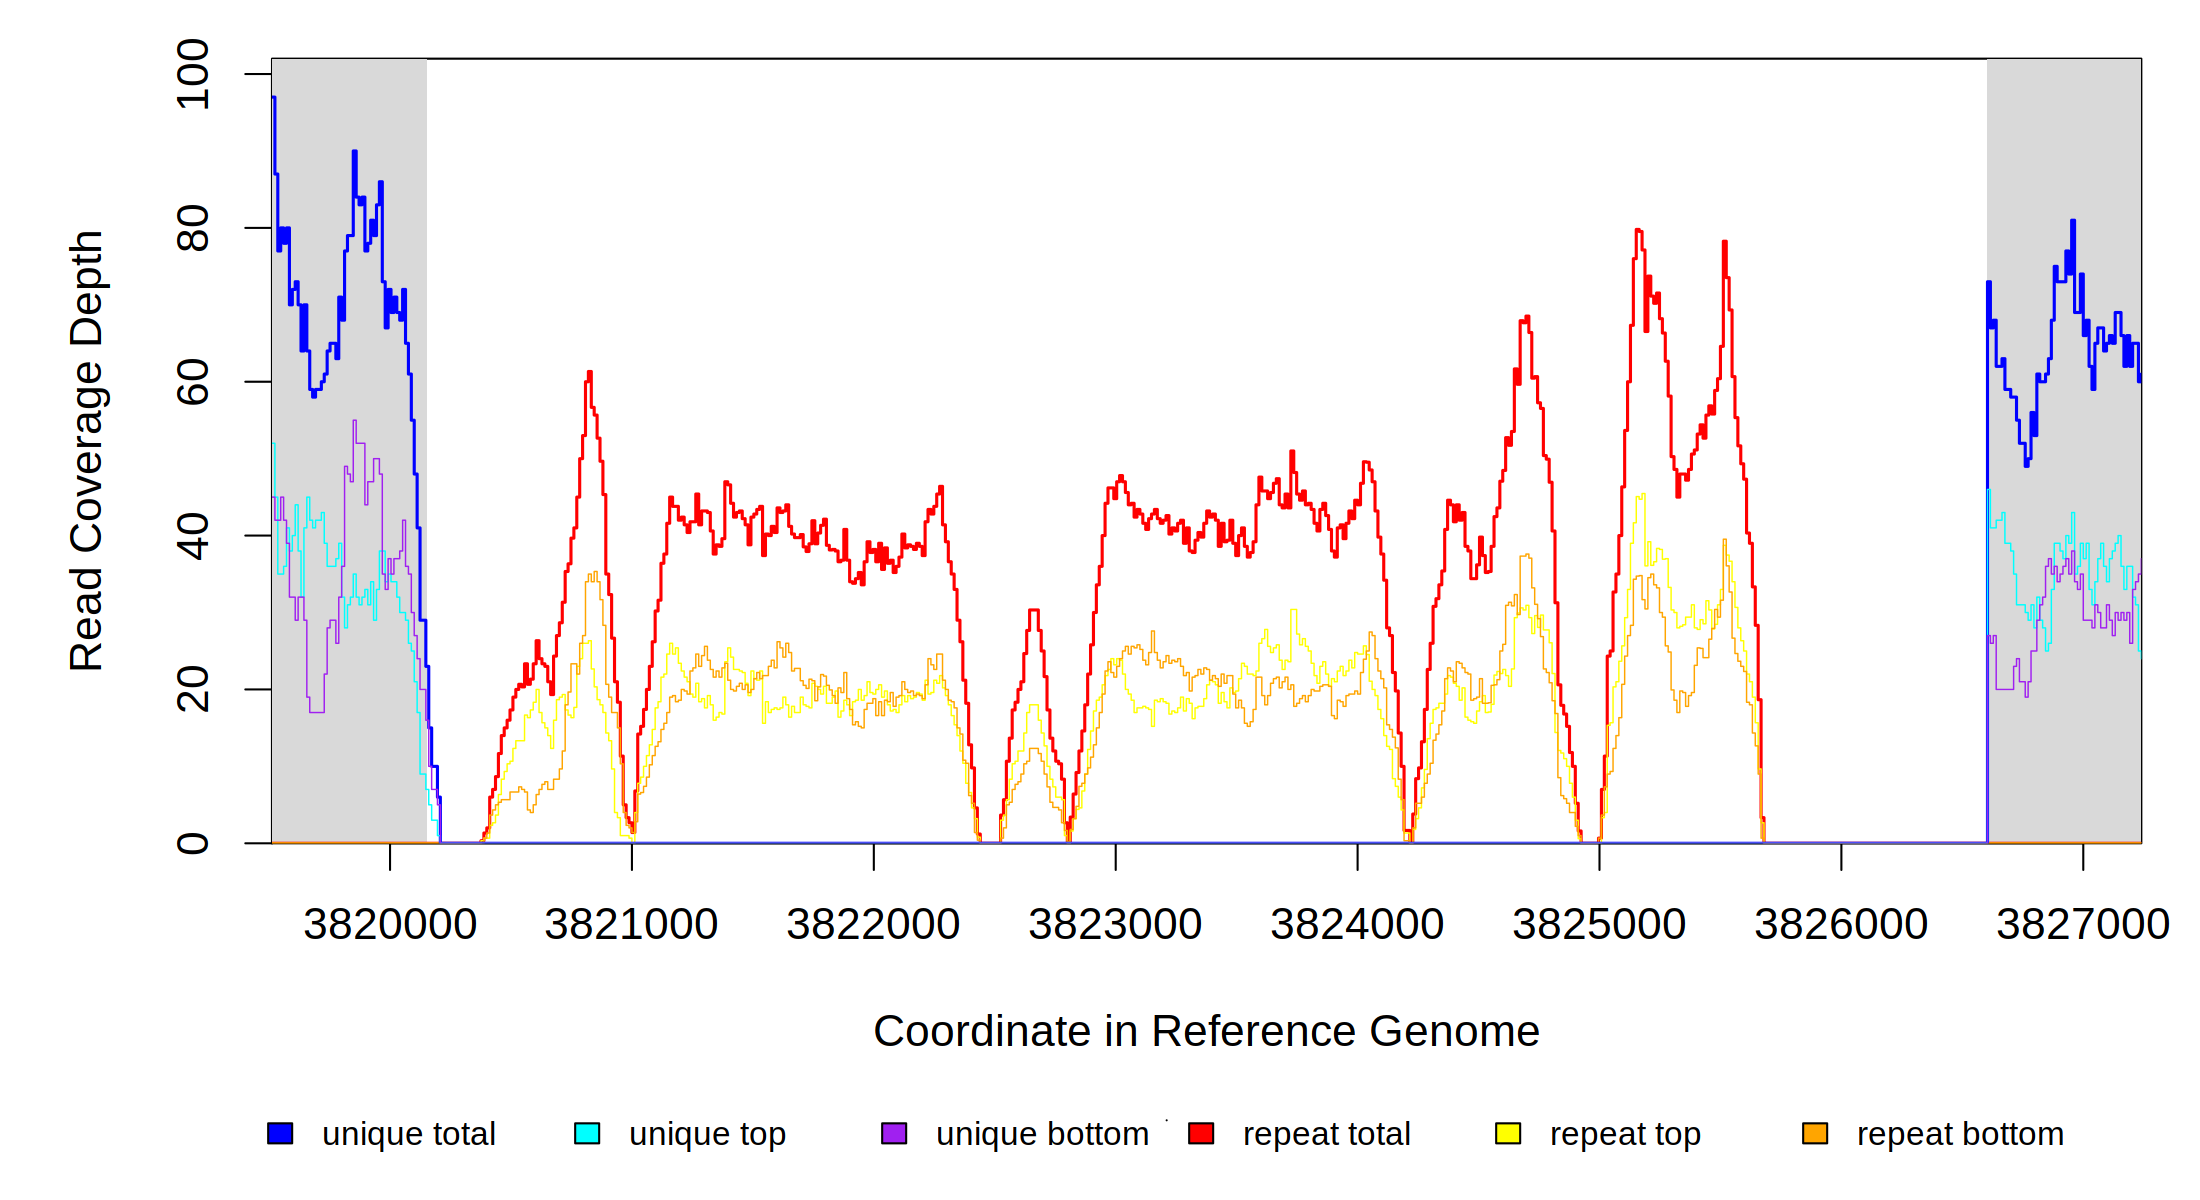 100
80
60
40
20
0
Read Coverage Depth
3820000 3821000 3822000 3823000 3824000 3825000 3826000 3827000
Coordinate in Reference Genome
unique total unique top unique bottom repeat total repeat top repeat bottom